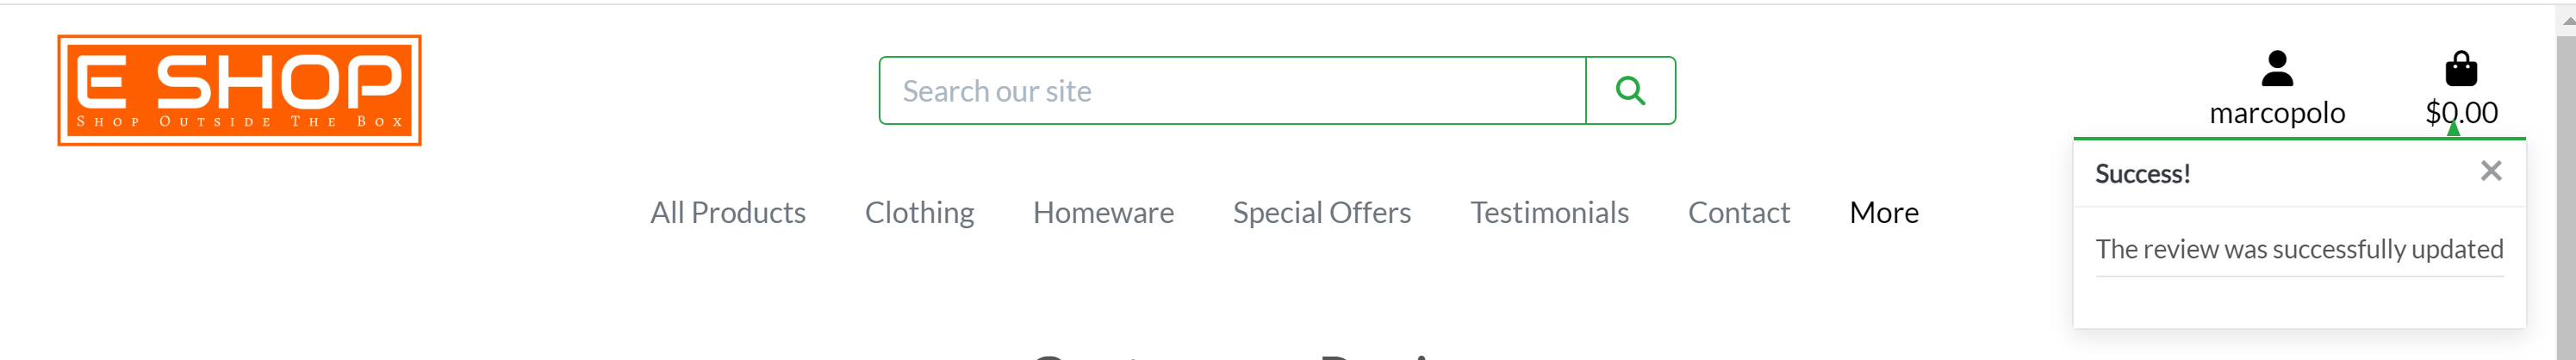 E SHOP
Shop Outside The Box
Search our site
marcopolo
$0.00
Success!
All Products Clothing Homeware Special Offers Testimonials Contact More
The review was successfully updated